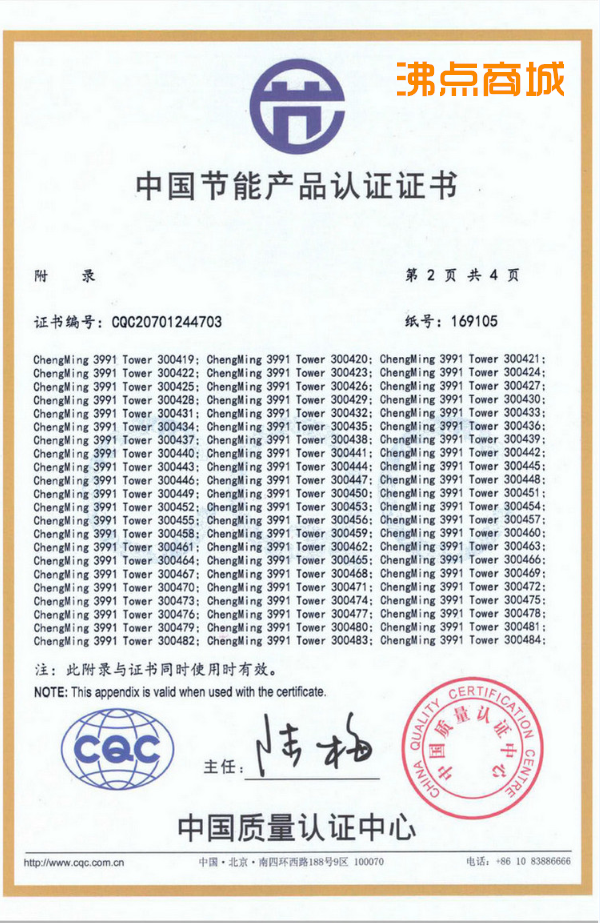 沸点商城
中国节能产品认证证书
附 录 第 2 页 共 4 页
证书编号：CQC20701244703 纸号：169105
ChengMing 3991 Tower 300419; ChengMing 3991 Tower 300420; ChengMing 3991 Tower 300421;
ChengMing 3991 Tower 300422; ChengMing 3991 Tower 300423; ChengMing 3991 Tower 300424;
ChengMing 3991 Tower 300425; ChengMing 3991 Tower 300426; ChengMing 3991 Tower 300427;
ChengMing 3991 Tower 300428; ChengMing 3991 Tower 300429; ChengMing 3991 Tower 300430;
ChengMing 3991 Tower 300431; ChengMing 3991 Tower 300432; ChengMing 3991 Tower 300433;
ChengMing 3991 Tower 300434; ChengMing 3991 Tower 300435; ChengMing 3991 Tower 300436;
ChengMing 3991 Tower 300437; ChengMing 3991 Tower 300438; ChengMing 3991 Tower 300439;
ChengMing 3991 Tower 300440; ChengMing 3991 Tower 300441; ChengMing 3991 Tower 300442;
ChengMing 3991 Tower 300443; ChengMing 3991 Tower 300444; ChengMing 3991 Tower 300445;
ChengMing 3991 Tower 300446; ChengMing 3991 Tower 300447; ChengMing 3991 Tower 300448;
ChengMing 3991 Tower 300449; ChengMing 3991 Tower 300450; ChengMing 3991 Tower 300451;
ChengMing 3991 Tower 300452; ChengMing 3991 Tower 300453; ChengMing 3991 Tower 300454;
ChengMing 3991 Tower 300455; ChengMing 3991 Tower 300456; ChengMing 3991 Tower 300457;
ChengMing 3991 Tower 300458; ChengMing 3991 Tower 300459; ChengMing 3991 Tower 300460;
ChengMing 3991 Tower 300461; ChengMing 3991 Tower 300462; ChengMing 3991 Tower 300463;
ChengMing 3991 Tower 300464; ChengMing 3991 Tower 300465; ChengMing 3991 Tower 300466;
ChengMing 3991 Tower 300467; ChengMing 3991 Tower 300468; ChengMing 3991 Tower 300469;
ChengMing 3991 Tower 300470; ChengMing 3991 Tower 300471; ChengMing 3991 Tower 300472;
ChengMing 3991 Tower 300473; ChengMing 3991 Tower 300474; ChengMing 3991 Tower 300475;
ChengMing 3991 Tower 300476; ChengMing 3991 Tower 300477; ChengMing 3991 Tower 300478;
ChengMing 3991 Tower 300479; ChengMing 3991 Tower 300480; ChengMing 3991 Tower 300481;
ChengMing 3991 Tower 300482; ChengMing 3991 Tower 300483; ChengMing 3991 Tower 300484;
注：此附录与证书同时使用时有效。
NOTE: This appendix is valid when used with the certificate.
CQC
主任：陆梅
CHINA QUALITY CERTIFICATION CENTRE
中国质量认证中心
中国质量认证中心
http://www.cqc.com.cn 中国·北京·南四环西路188号9区 100070 电话：+86 10 83886666